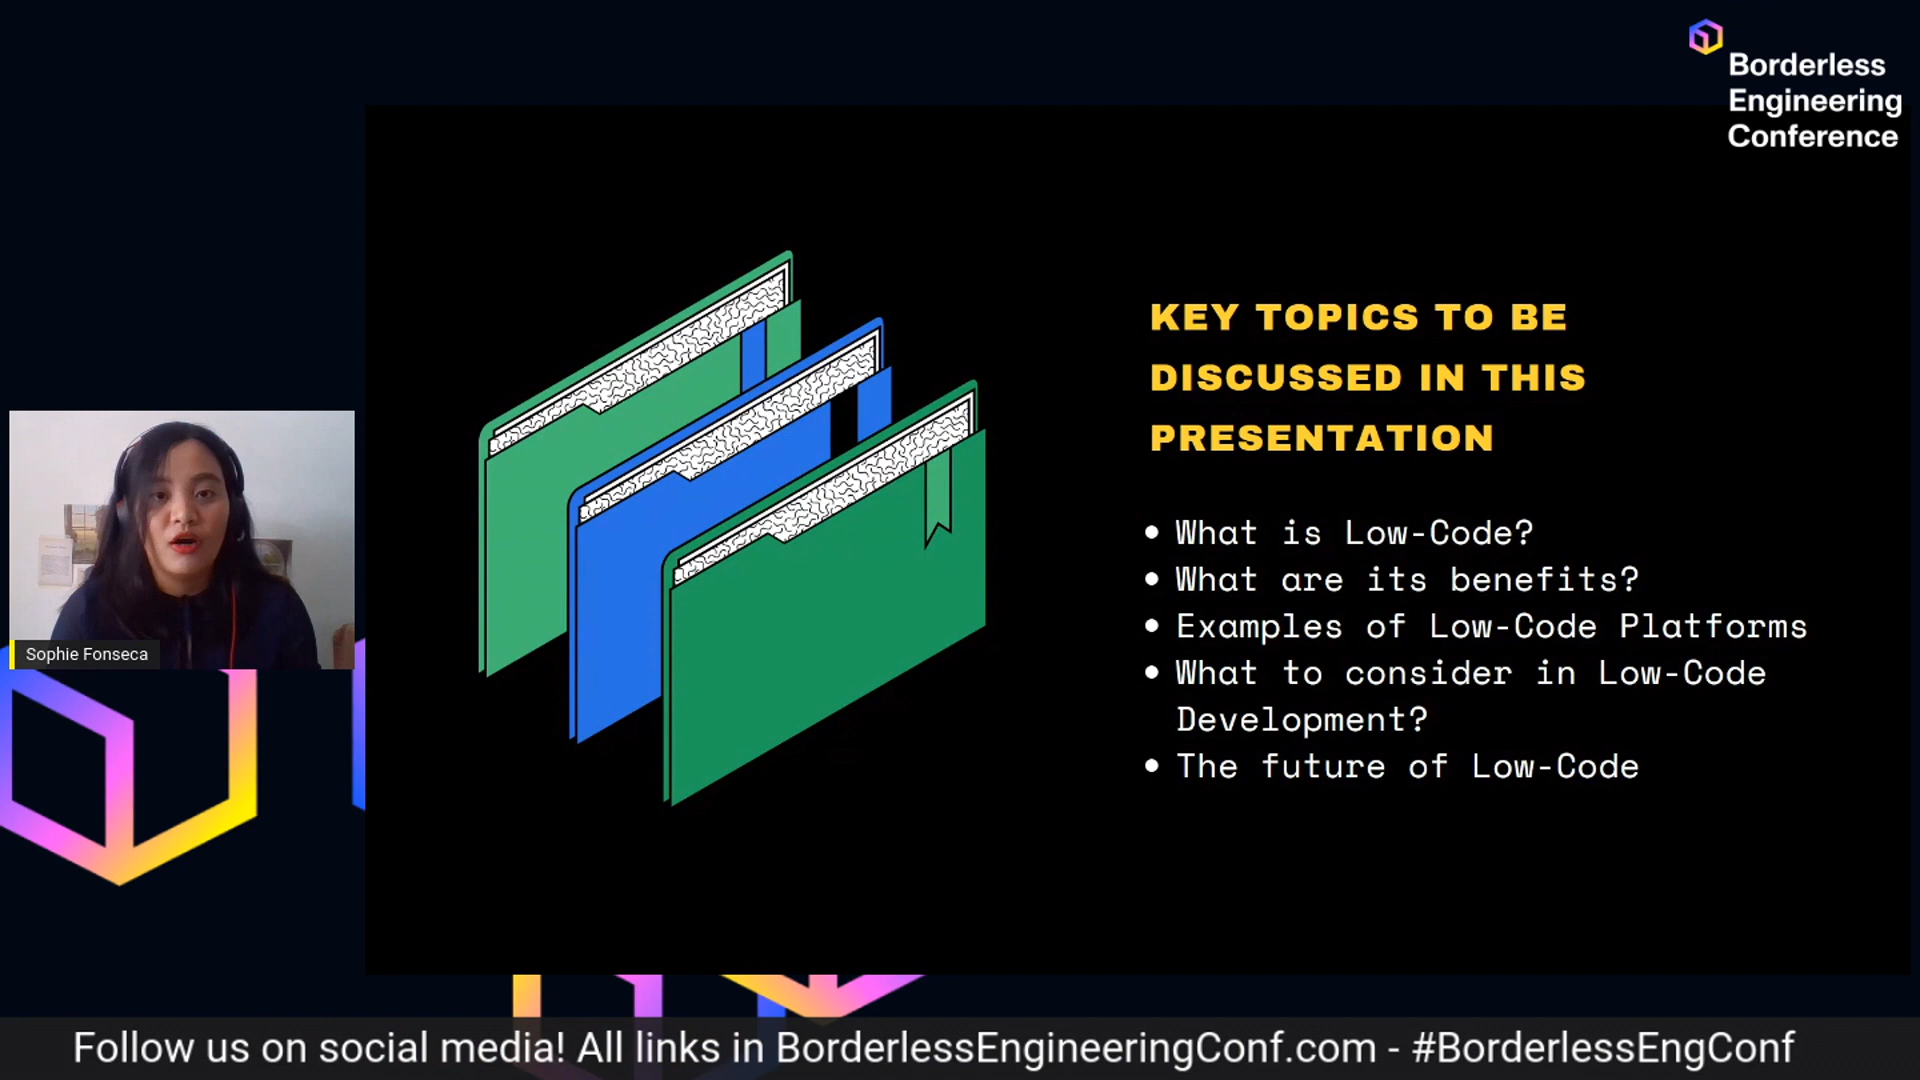 Borderless
Engineering
Conference
KEY TOPICS TO BE
DISCUSSED IN THIS
PRESENTATION
• What is Low-Code?
• What are its benefits?
• Examples of Low-Code Platforms
• What to consider in Low-Code
Development?
• The future of Low-Code
Sophie Fonseca
Follow us on social media! All links in BorderlessEngineeringConf.com - #BorderlessEngConf